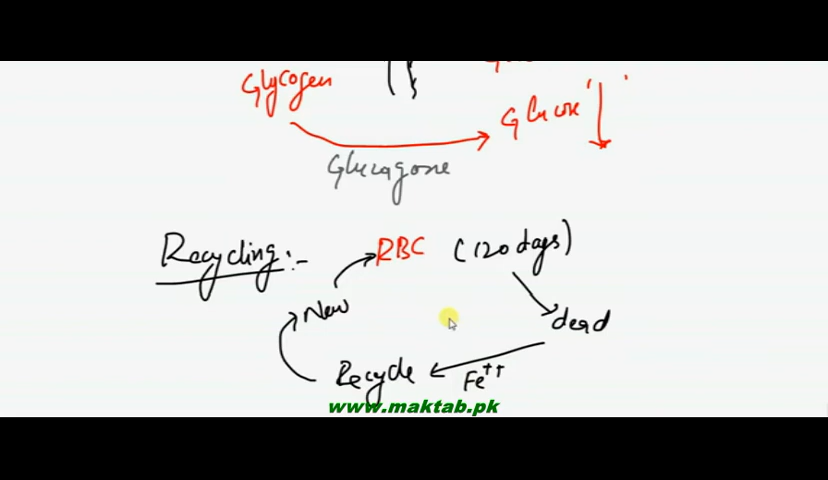 Glycogen
Glucose ↓
Glucagone
Recycling:-
RBC (120 days)
New
dead
Recycle
Fe++
www.maktab.pk